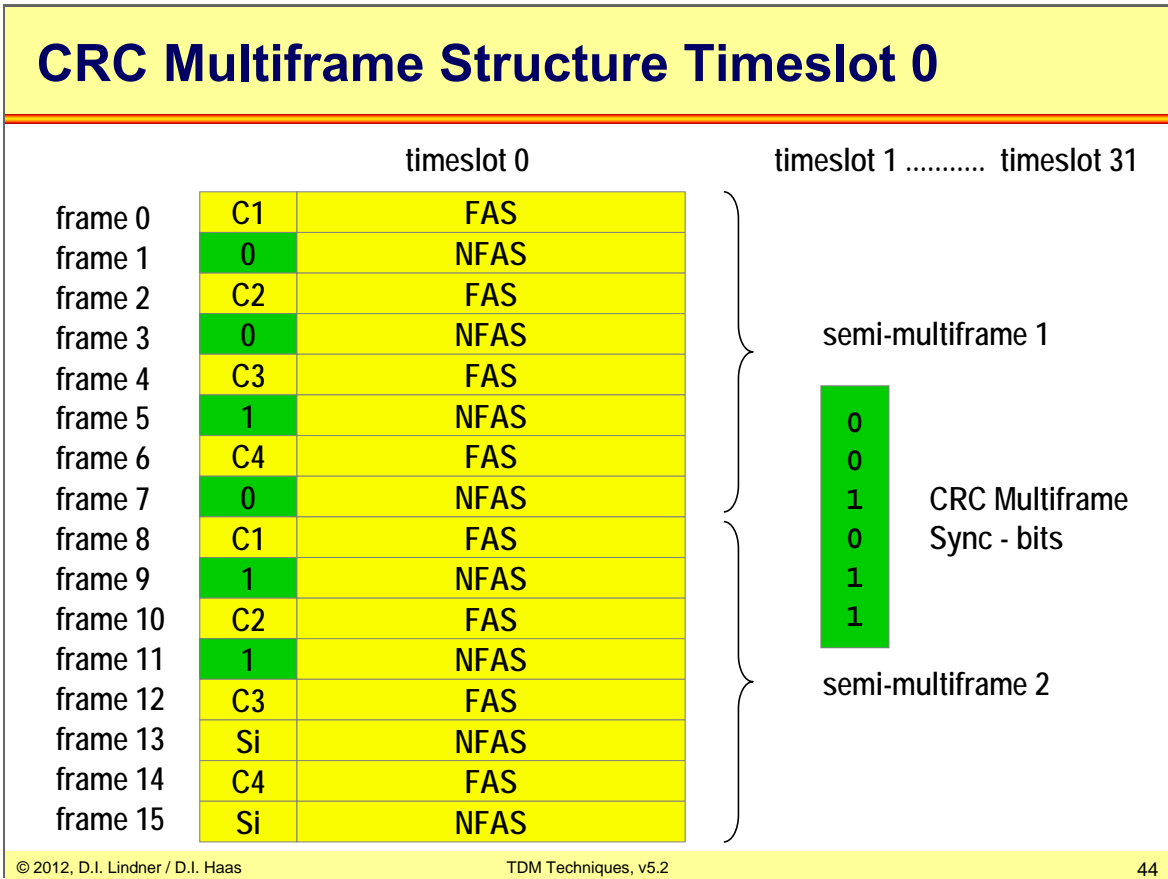 CRC Multiframe Structure Timeslot 0
timeslot 0 timeslot 1 ........... timeslot 31
frame 0 C1 FAS
frame 1 0 NFAS
frame 2 C2 FAS
frame 3 0 NFAS
frame 4 C3 FAS
frame 5 1 NFAS
frame 6 C4 FAS
frame 7 0 NFAS
frame 8 C1 FAS
frame 9 1 NFAS
frame 10 C2 FAS
frame 11 1 NFAS
frame 12 C3 FAS
frame 13 Si NFAS
frame 14 C4 FAS
frame 15 Si NFAS
semi-multiframe 1
0
0
1
0
1
1
CRC Multiframe
Sync - bits
semi-multiframe 2
© 2012, D.I. Lindner / D.I. Haas TDM Techniques, v5.2 44